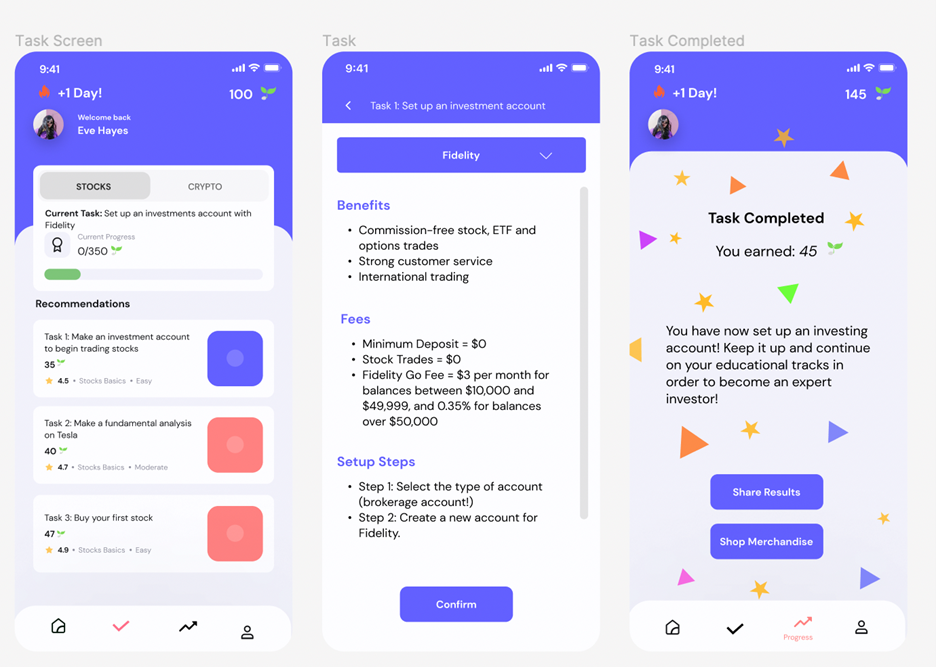 Task Screen
9:41
+1 Day!
100
Welcome back
Eve Hayes
STOCKS
CRYPTO
Current Task: Set up an investments account with
Fidelity
Current Progress
0/350
Recommendations
Task 1: Make an investment account
to begin trading stocks
35
4.5 • Stocks Basics • Easy
Task 2: Make a fundamental analysis
on Tesla
40
4.7 • Stocks Basics • Moderate
Task 3: Buy your first stock
47
4.9 • Stocks Basics • Easy
Task
9:41
Task 1: Set up an investment account
Fidelity
Benefits
• Commission-free stock, ETF and
options trades
• Strong customer service
• International trading
Fees
• Minimum Deposit = $0
• Stock Trades = $0
• Fidelity Go Fee = $3 per month for
balances between $10,000 and
$49,999, and 0.35% for balances
over $50,000
Setup Steps
• Step 1: Select the type of account
(brokerage account!)
• Step 2: Create a new account for
Fidelity.
Confirm
Task Completed
9:41
+1 Day!
145
Task Completed
You earned: 45
You have now set up an investing
account! Keep it up and continue
on your educational tracks in
order to become an expert
investor!
Share Results
Shop Merchandise
Progress